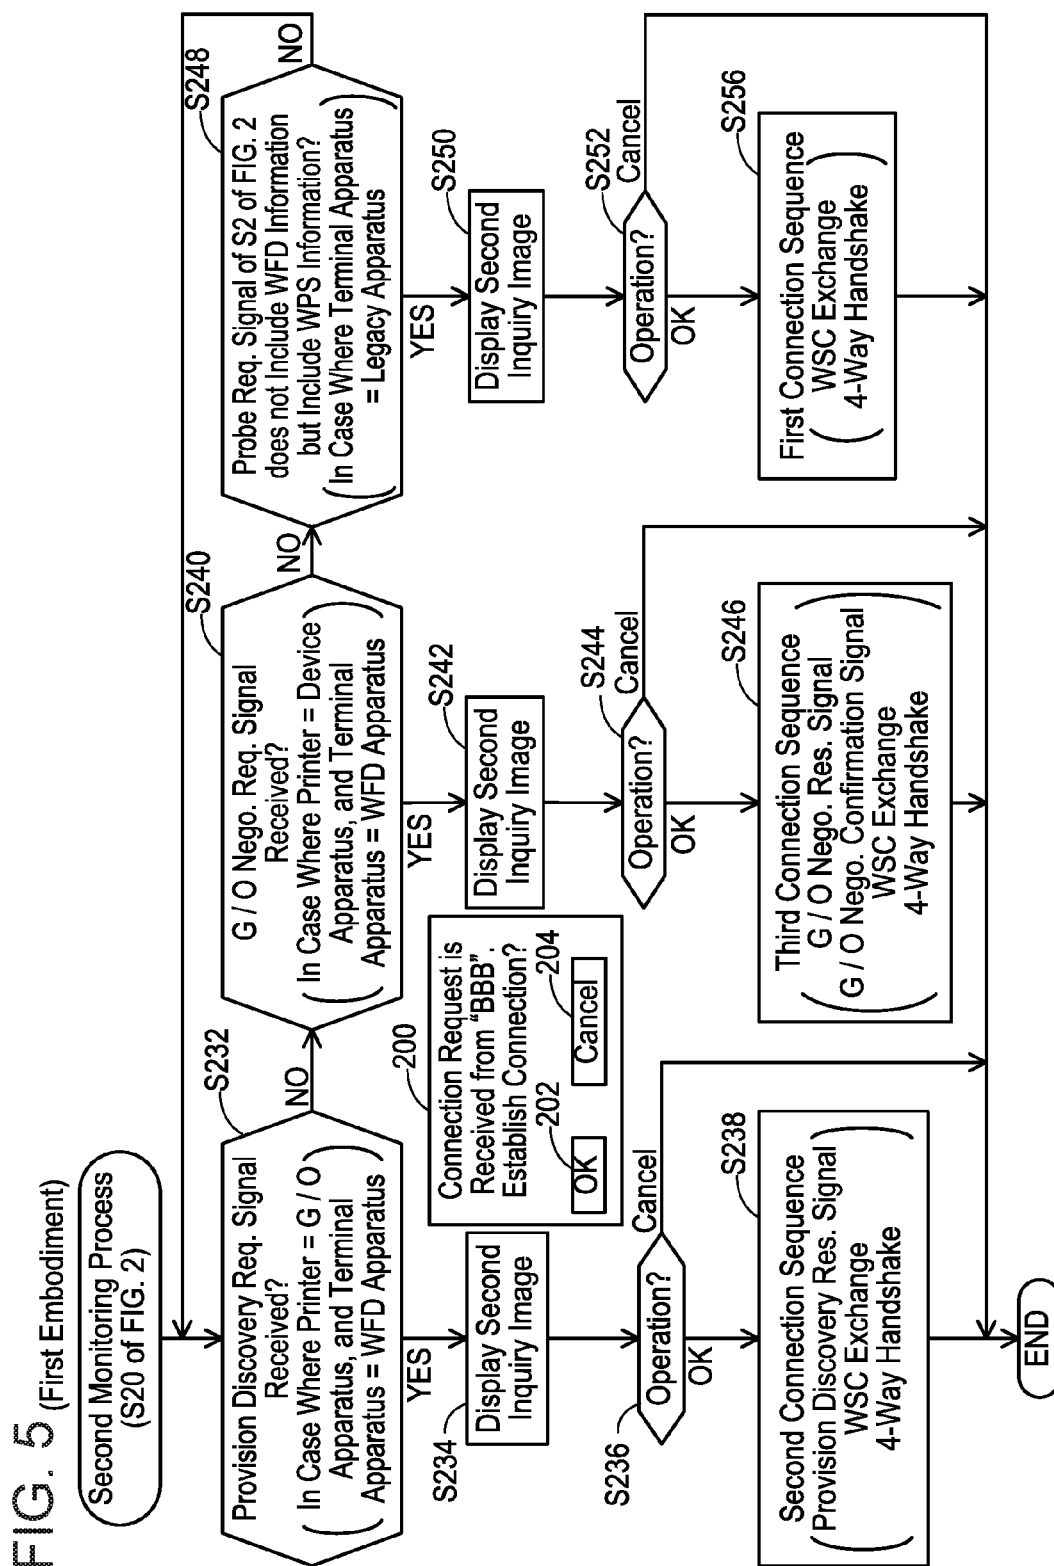 FIG. 5 (First Embodiment)
Second Monitoring Process
(S20 of FIG. 2)
S232
Provision Discovery Req. Signal
Received?
(In Case Where Printer = G / O
Apparatus, and Terminal
Apparatus = WFD Apparatus)
NO
YES
S234
Display Second
Inquiry Image
200
Connection Request is
Received from "BBB".
Establish Connection?
202
OK
204
Cancel
S236
Operation?
Cancel
OK
S238
Second Connection Sequence
(Provision Discovery Res. Signal
WSC Exchange
4-Way Handshake)
S240
G / O Nego. Req. Signal
Received?
(In Case Where Printer = Device
Apparatus, and Terminal
Apparatus = WFD Apparatus)
NO
YES
S242
Display Second
Inquiry Image
S244
Operation?
Cancel
OK
S246
Third Connection Sequence
(G / O Nego. Res. Signal
G / O Nego. Confirmation Signal
WSC Exchange
4-Way Handshake)
S248
Probe Req. Signal of S2 of FIG. 2
does not Include WFD Information
but Include WPS Information?
(In Case Where Terminal Apparatus
= Legacy Apparatus)
NO
YES
S250
Display Second
Inquiry Image
S252
Operation?
Cancel
OK
S256
First Connection Sequence
(WSC Exchange
4-Way Handshake)
END